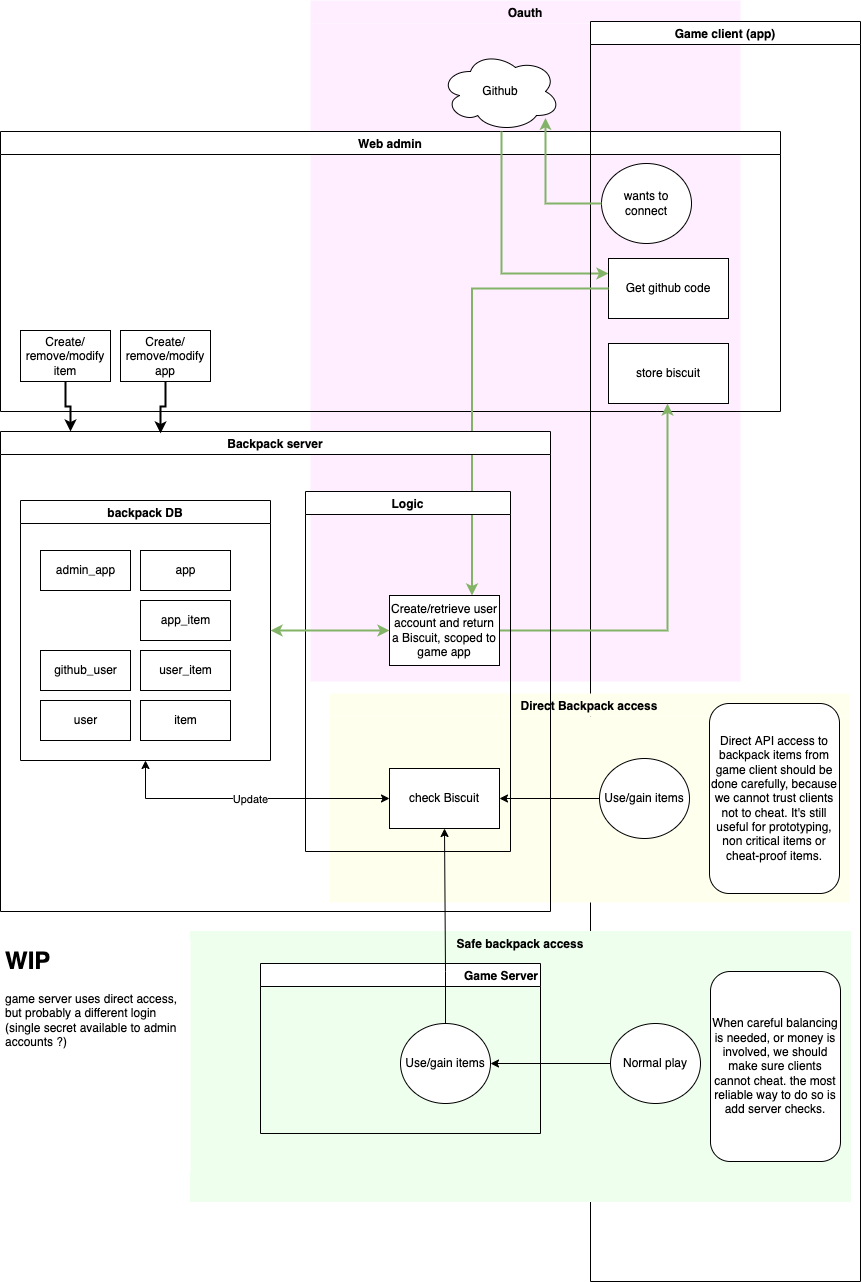 Oauth
Game client (app)
Github
Web admin
wants to
connect
Get github code
store biscuit
Create/
remove/modify
item
Create/
remove/modify
app
Backpack server
backpack DB
admin_app
app
app_item
github_user
user_item
user
item
Logic
Create/retrieve user
account and return
a Biscuit, scoped to
game app
Direct Backpack access
Update
check Biscuit
Use/gain items
Direct API access to
backpack items from
game client should be
done carefully, because
we cannot trust clients
not to cheat. It's still
useful for prototyping,
non critical items or
cheat-proof items.
Safe backpack access
WIP
game server uses direct access,
but probably a different login
(single secret available to admin
accounts ?)
Game Server
Use/gain items
Normal play
When careful balancing
is needed, or money is
involved, we should
make sure clients
cannot cheat. the most
reliable way to do so is
add server checks.